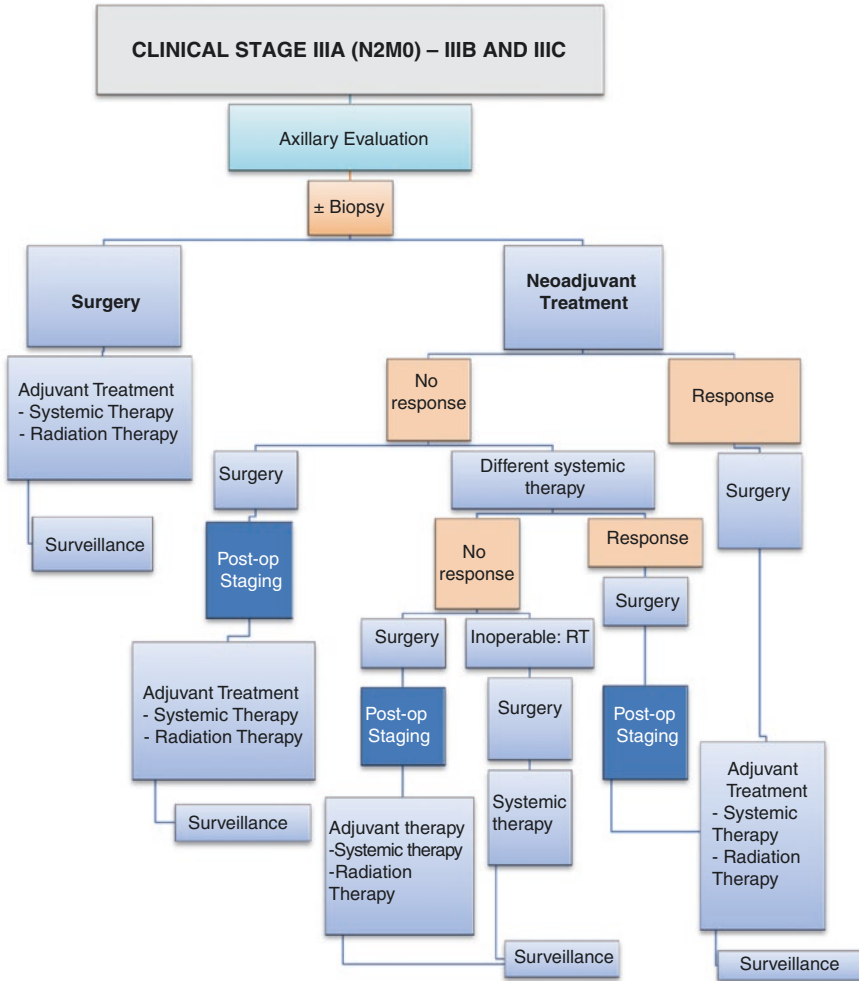 CLINICAL STAGE IIIA (N2M0) – IIIB AND IIIC
Axillary Evaluation
± Biopsy
Surgery
Neoadjuvant
Treatment
Adjuvant Treatment
- Systemic Therapy
- Radiation Therapy
Surveillance
No
response
Response
Surgery
Different systemic
therapy
Surgery
Post-op
Staging
No
response
Response
Surgery
Adjuvant Treatment
- Systemic Therapy
- Radiation Therapy
Surveillance
Surgery
Inoperable: RT
Post-op
Staging
Surgery
Post-op
Staging
Adjuvant therapy
-Systemic therapy
-Radiation
Therapy
Systemic
therapy
Surveillance
Adjuvant
Treatment
- Systemic
Therapy
- Radiation
Therapy
Surveillance